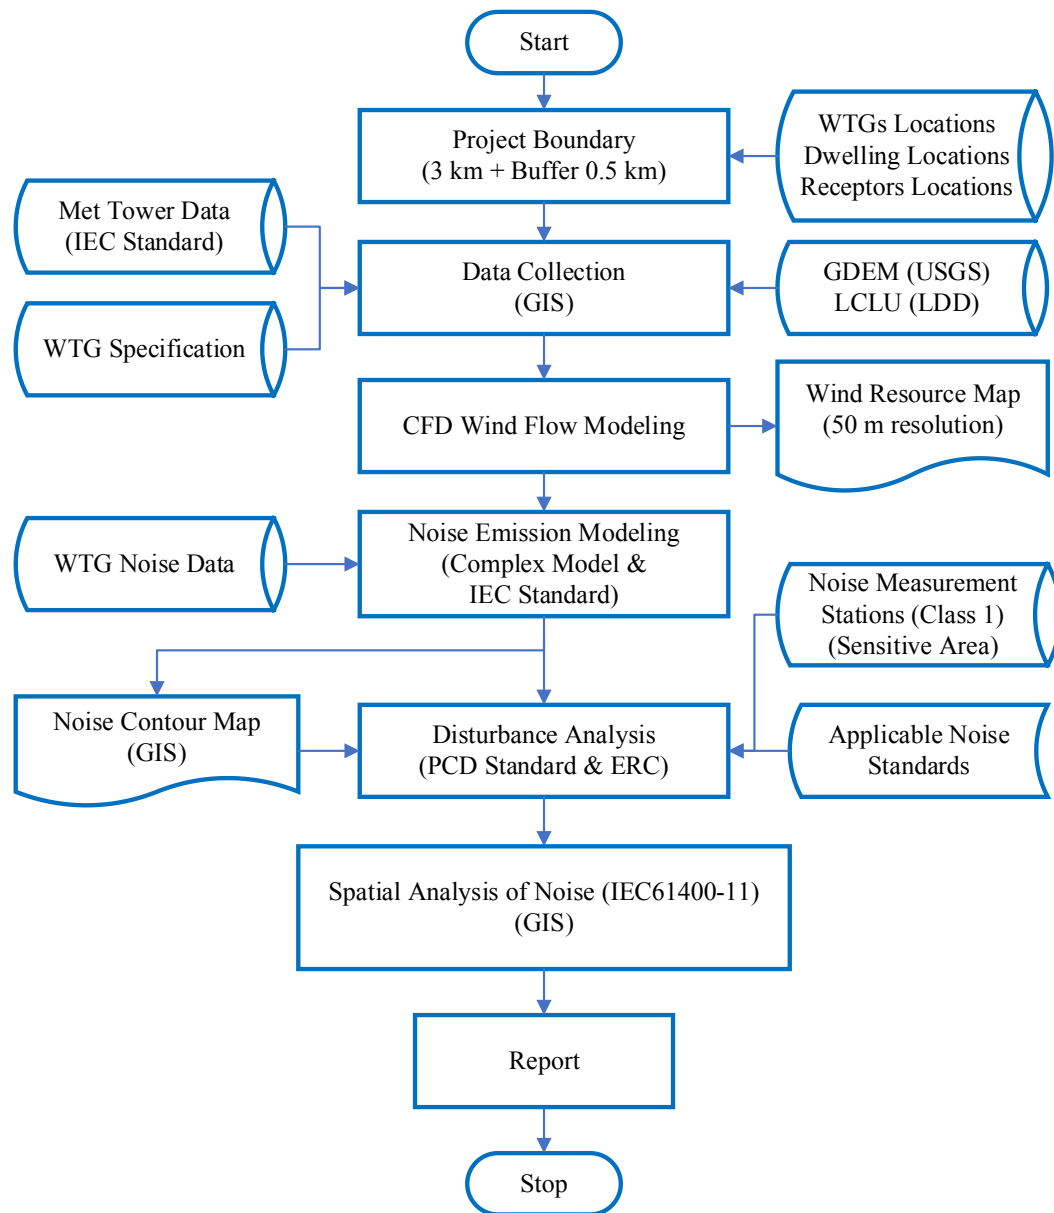 Start
Project Boundary
(3 km + Buffer 0.5 km)
WTGs Locations
Dwelling Locations
Receptors Locations
Met Tower Data
(IEC Standard)
Data Collection
(GIS)
GDEM (USGS)
LCLU (LDD)
WTG Specification
CFD Wind Flow Modeling
Wind Resource Map
(50 m resolution)
WTG Noise Data
Noise Emission Modeling
(Complex Model &
IEC Standard)
Noise Measurement
Stations (Class 1)
(Sensitive Area)
Noise Contour Map
(GIS)
Disturbance Analysis
(PCD Standard & ERC)
Applicable Noise
Standards
Spatial Analysis of Noise (IEC61400-11)
(GIS)
Report
Stop